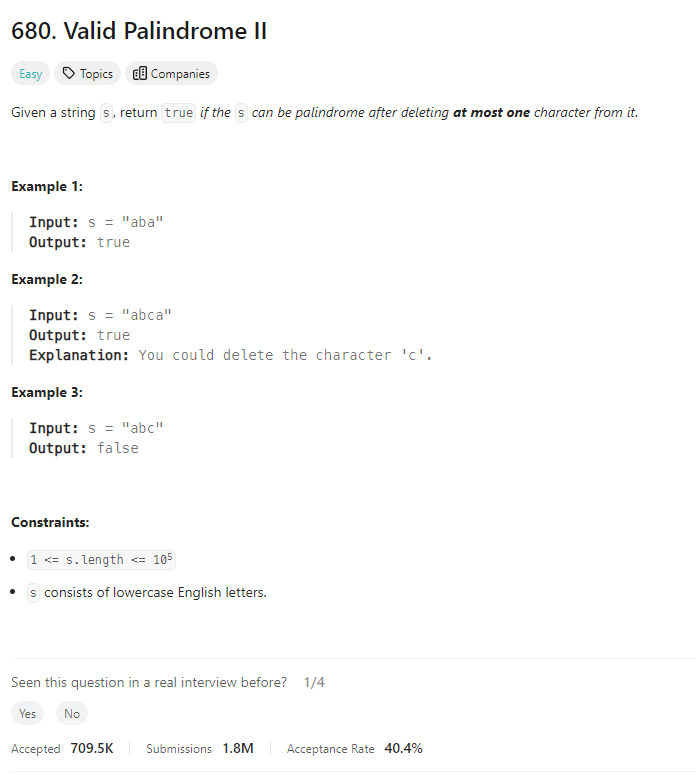 680. Valid Palindrome II
Easy Topics Companies
Given a string s, return true if the s can be palindrome after deleting at most one character from it.
Example 1:
Input: s = "aba"
Output: true
Example 2:
Input: s = "abca"
Output: true
Explanation: You could delete the character 'c'.
Example 3:
Input: s = "abc"
Output: false
Constraints:
• 1 <= s.length <= 10⁵
• s consists of lowercase English letters.
Seen this question in a real interview before? 1/4
Yes No
Accepted 709.5K Submissions 1.8M Acceptance Rate 40.4%